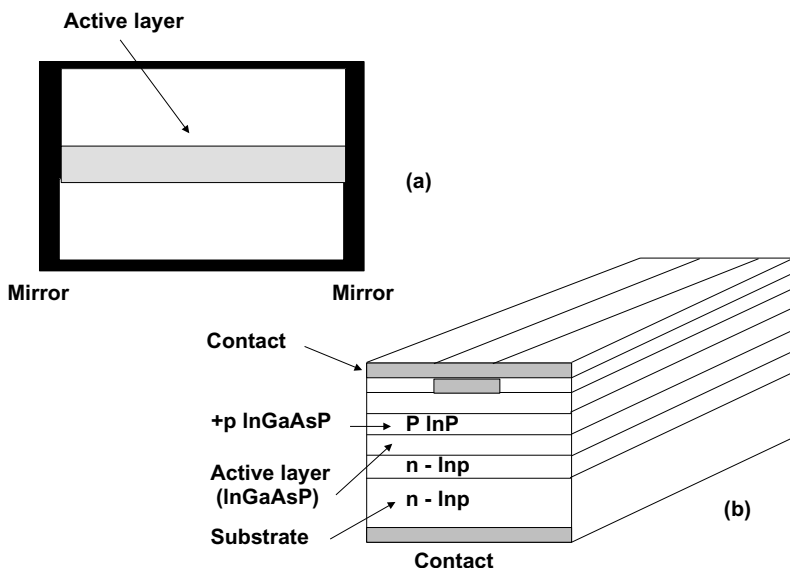 Active layer
(a)
Mirror
Mirror
Contact
+p InGaAsP
P InP
Active layer
(InGaAsP)
n - Inp
n - Inp
Substrate
(b)
Contact